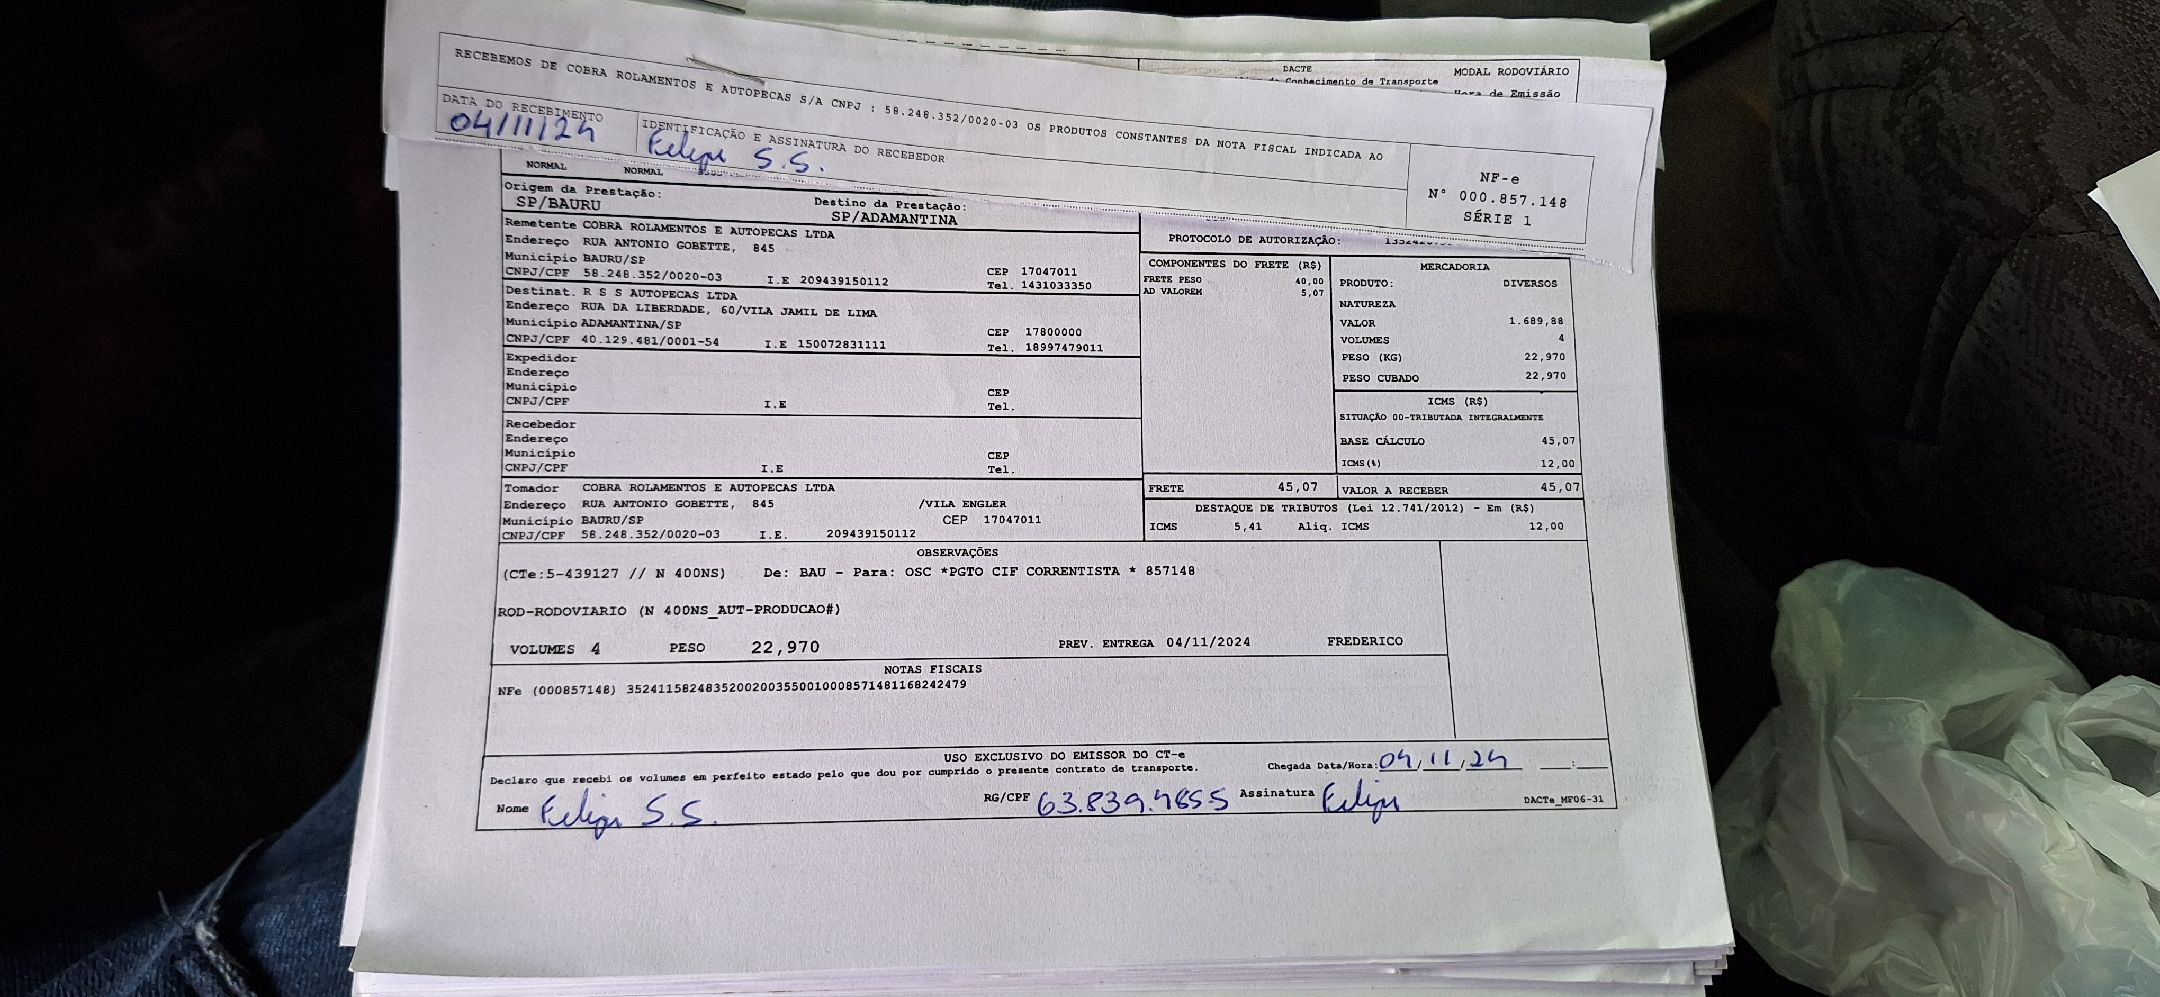 DACTE
MODAL RODOVIÁRIO
Conhecimento de Transporte
Hora de Emissão
RECEBEMOS DE COBRA ROLAMENTOS E AUTOPECAS S/A CNPJ : 58.248.352/0020-03 OS PRODUTOS CONSTANTES DA NOTA FISCAL INDICADA AO
DATA DO RECEBIMENTO
04/11/24
IDENTIFICAÇÃO E ASSINATURA DO RECEBEDOR
Felipe S.S.
NF-e
N° 000.857.148
SÉRIE 1
NORMAL NORMAL
Origem da Prestação:
SP/BAURU
Destino da Prestação:
SP/ADAMANTINA
PROTOCOLO DE AUTORIZAÇÃO:
Remetente COBRA ROLAMENTOS E AUTOPECAS LTDA
Endereço RUA ANTONIO GOBETTE, 845
Município BAURU/SP CEP 17047011
CNPJ/CPF 58.248.352/0020-03 I.E 209439150112 Tel. 1431033350
Destinat. R S S AUTOPECAS LTDA
Endereço RUA DA LIBERDADE, 60/VILA JAMIL DE LIMA
Município ADAMANTINA/SP CEP 17800000
CNPJ/CPF 40.129.481/0001-54 I.E 150072831111 Tel. 18997479011
Expedidor
Endereço
Município CEP
CNPJ/CPF I.E Tel.
Recebedor
Endereço
Município CEP
CNPJ/CPF I.E Tel.
Tomador COBRA ROLAMENTOS E AUTOPECAS LTDA
Endereço RUA ANTONIO GOBETTE, 845 /VILA ENGLER
Município BAURU/SP CEP 17047011
CNPJ/CPF 58.248.352/0020-03 I.E. 209439150112
COMPONENTES DO FRETE (R$)
FRETE PESO 40,00
AD VALOREM 5,07
MERCADORIA
PRODUTO: DIVERSOS
NATUREZA
VALOR 1.689,88
VOLUMES 4
PESO (KG) 22,970
PESO CUBADO 22,970
ICMS (R$)
SITUAÇÃO 00-TRIBUTADA INTEGRALMENTE
BASE CÁLCULO 45,07
ICMS(%) 12,00
FRETE 45,07 VALOR A RECEBER 45,07
DESTAQUE DE TRIBUTOS (Lei 12.741/2012) - Em (R$)
ICMS 5,41 Aliq. ICMS 12,00
OBSERVAÇÕES
(CTe:5-439127 // N 400NS) De: BAU - Para: OSC *PGTO CIF CORRENTISTA * 857148
ROD-RODOVIARIO (N 400NS_AUT-PRODUCAO#)
VOLUMES 4 PESO 22,970 PREV. ENTREGA 04/11/2024 FREDERICO
NOTAS FISCAIS
NFe (000857148) 35241158248352002003550010008571481168242479
USO EXCLUSIVO DO EMISSOR DO CT-e
Declaro que recebi os volumes em perfeito estado pelo que dou por cumprido o presente contrato de transporte.
Chegada Data/Hora: 04/11/24 __:__
Nome Felipe S.S. RG/CPF 63.839.785-5 Assinatura Felipe
DACTe_MF06-31